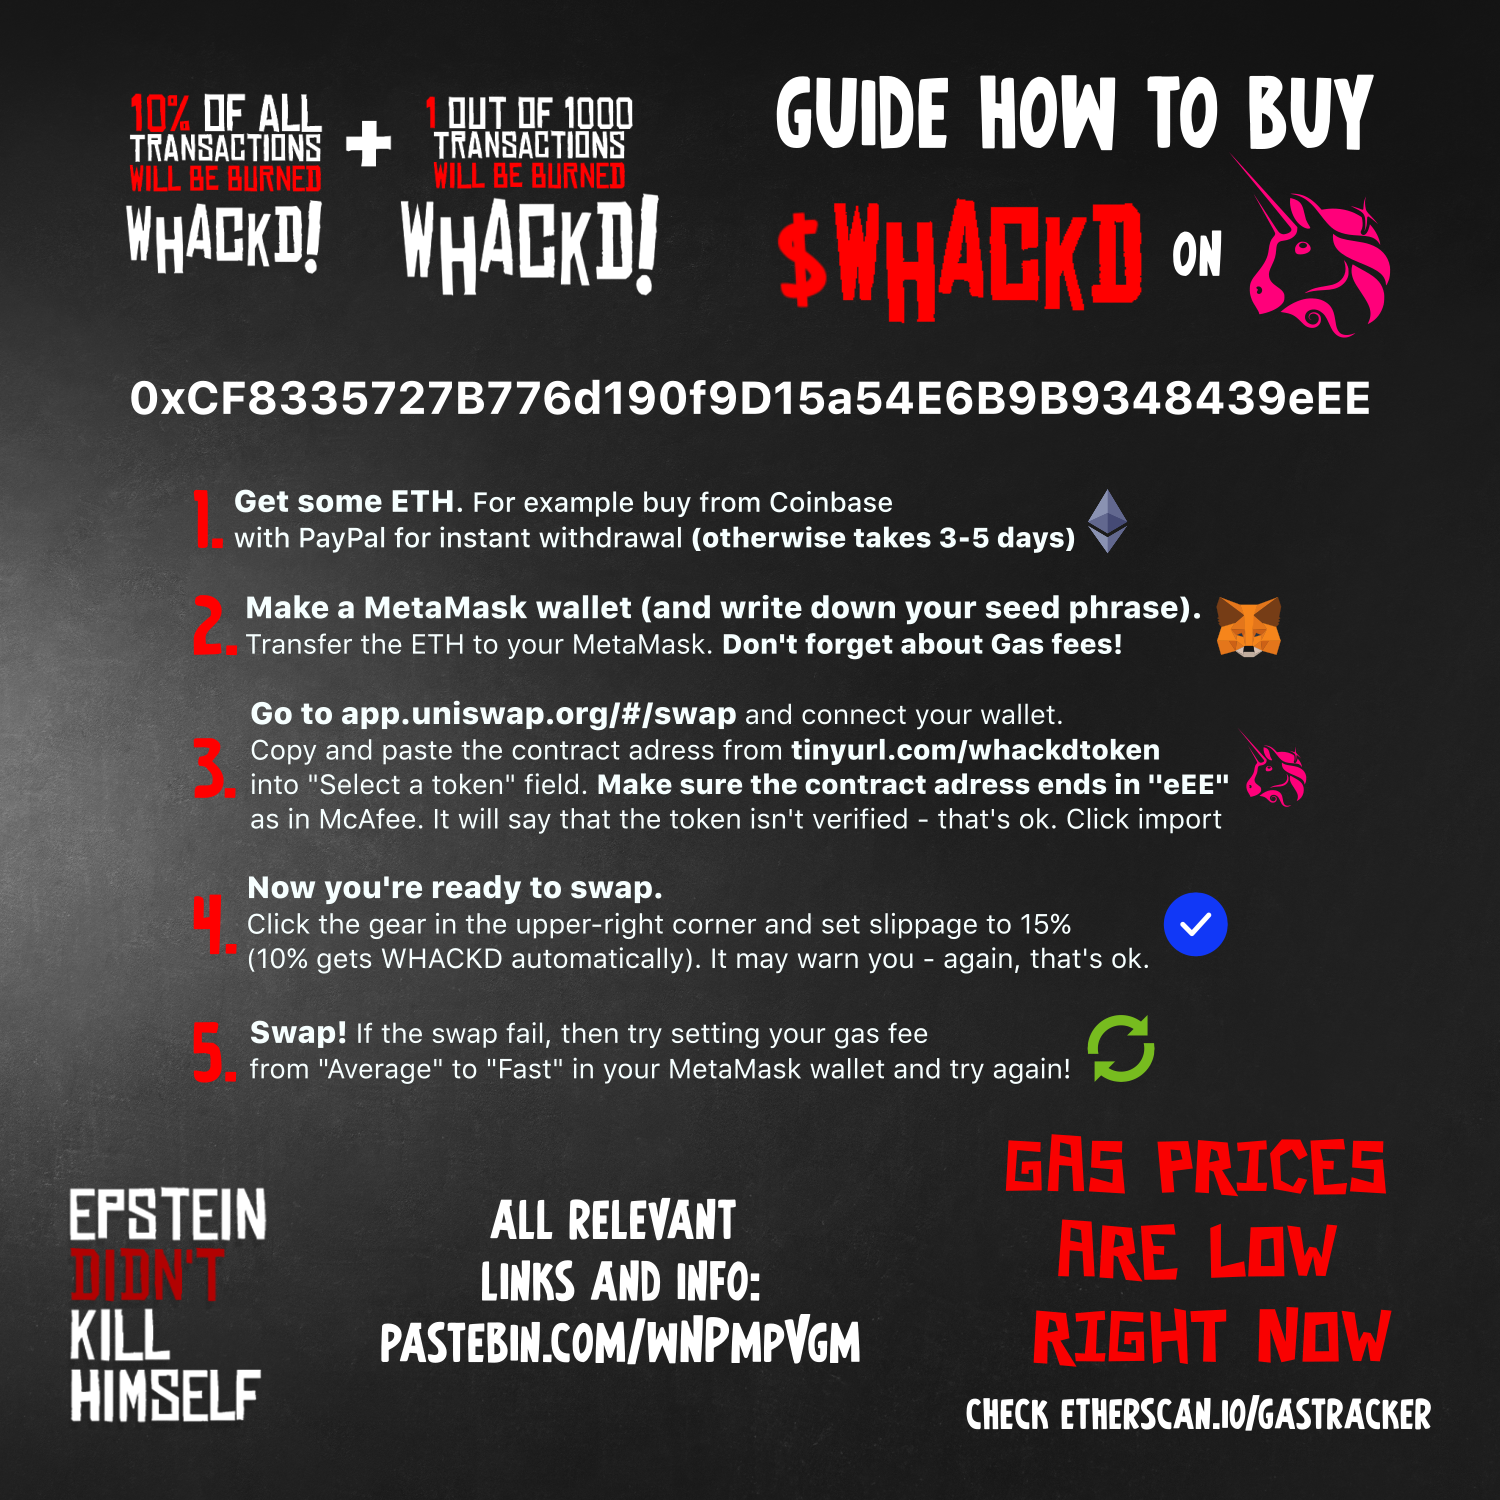 10% OF ALL
TRANSACTIONS
WILL BE BURNED
WHACKD!
+
1 OUT OF 1000
TRANSACTIONS
WILL BE BURNED
WHACKD!
GUIDE HOW TO BUY
$WHACKD ON
0xCF8335727B776d190f9D15a54E6B9B9348439eEE
1. Get some ETH. For example buy from Coinbase
with PayPal for instant withdrawal (otherwise takes 3-5 days)
2. Make a MetaMask wallet (and write down your seed phrase).
Transfer the ETH to your MetaMask. Don't forget about Gas fees!
3. Go to app.uniswap.org/#/swap and connect your wallet.
Copy and paste the contract adress from tinyurl.com/whackdtoken
into "Select a token" field. Make sure the contract adress ends in "eEE"
as in McAfee. It will say that the token isn't verified - that's ok. Click import
4. Now you're ready to swap.
Click the gear in the upper-right corner and set slippage to 15%
(10% gets WHACKD automatically). It may warn you - again, that's ok.
5. Swap! If the swap fail, then try setting your gas fee
from "Average" to "Fast" in your MetaMask wallet and try again!
EPSTEIN
DIDN'T
KILL
HIMSELF
ALL RELEVANT
LINKS AND INFO:
PASTEBIN.COM/WNPMPVGM
GAS PRICES
ARE LOW
RIGHT NOW
CHECK ETHERSCAN.IO/GASTRACKER